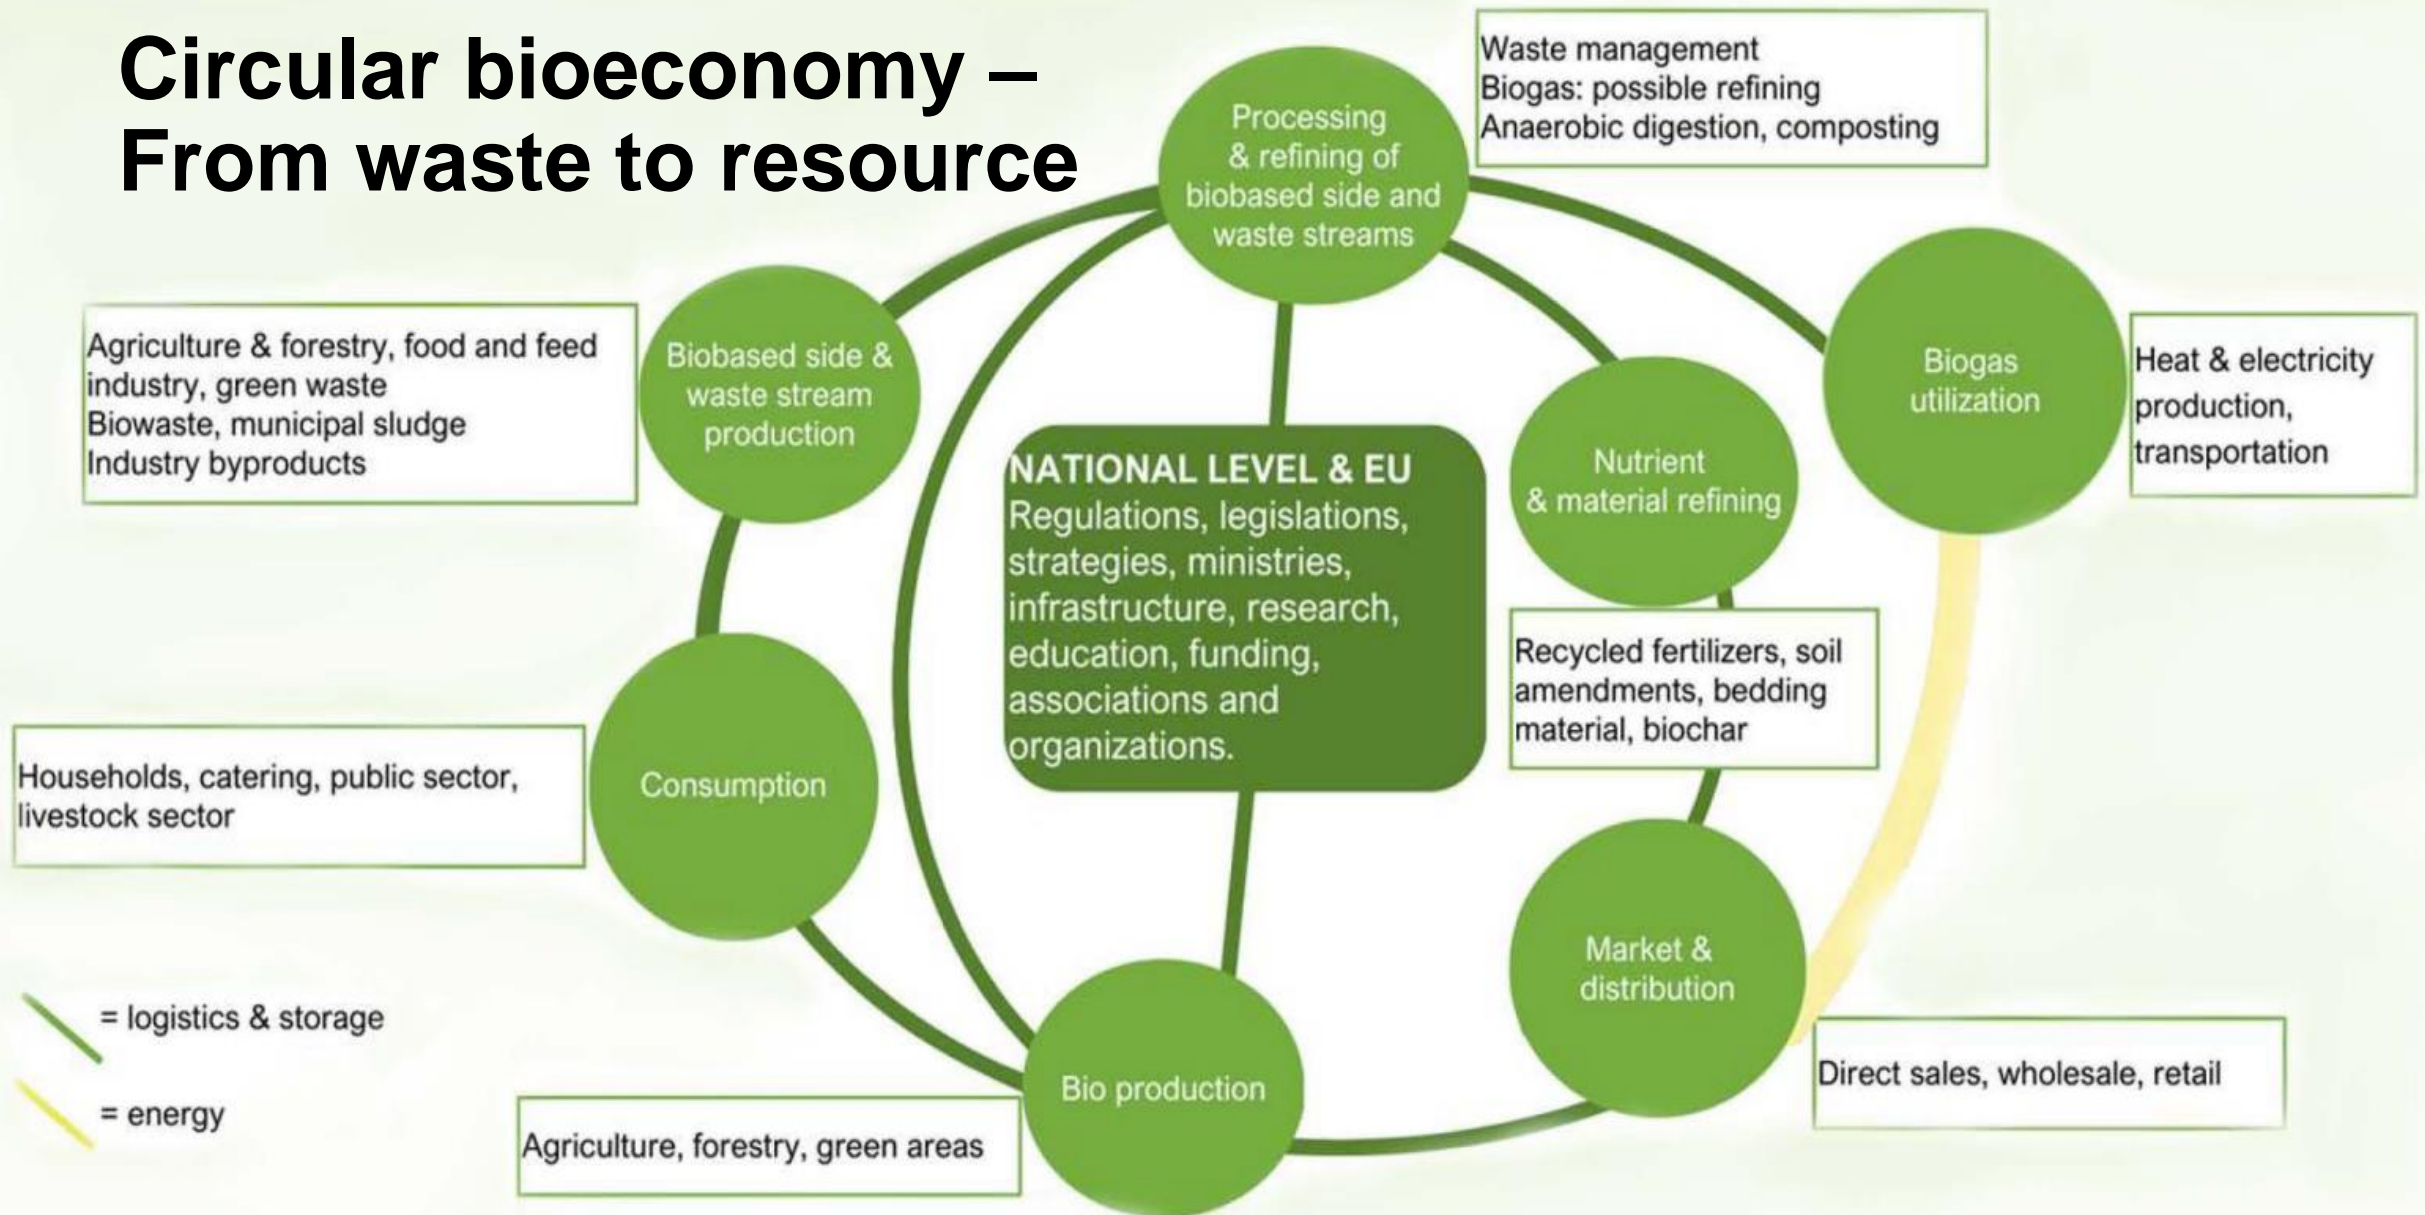 Circular bioeconomy –
From waste to resource
Waste management
Biogas: possible refining
Anaerobic digestion, composting
Processing
& refining of
biobased side and
waste streams
Biobased side &
waste stream
production
Agriculture & forestry, food and feed
industry, green waste
Biowaste, municipal sludge
Industry byproducts
Biogas
utilization
Heat & electricity
production,
transportation
NATIONAL LEVEL & EU
Regulations, legislations,
strategies, ministries,
infrastructure, research,
education, funding,
associations and
organizations.
Nutrient
& material refining
Recycled fertilizers, soil
amendments, bedding
material, biochar
Households, catering, public sector,
livestock sector
Consumption
Market &
distribution
Direct sales, wholesale, retail
= logistics & storage
= energy
Bio production
Agriculture, forestry, green areas